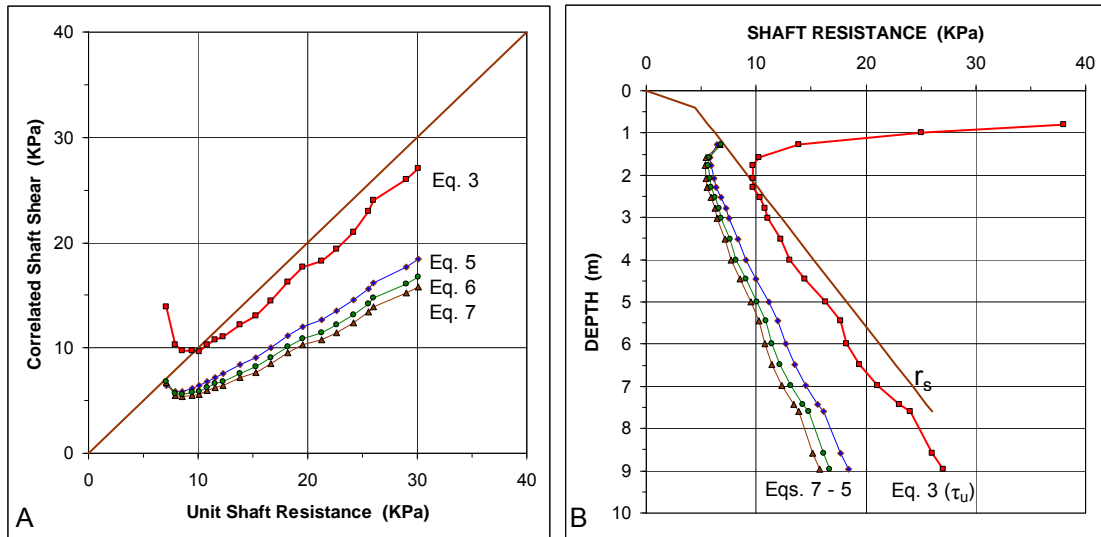 40
30
20
10
0
0
10
20
30
40
Correlated Shaft Shear (KPa)
Unit Shaft Resistance (KPa)
Eq. 3
Eq. 5
Eq. 6
Eq. 7
A
SHAFT RESISTANCE (KPa)
0
10
20
30
40
0
1
2
3
4
5
6
7
8
9
10
DEPTH (m)
rs
Eqs. 7 - 5
Eq. 3 (τu)
B